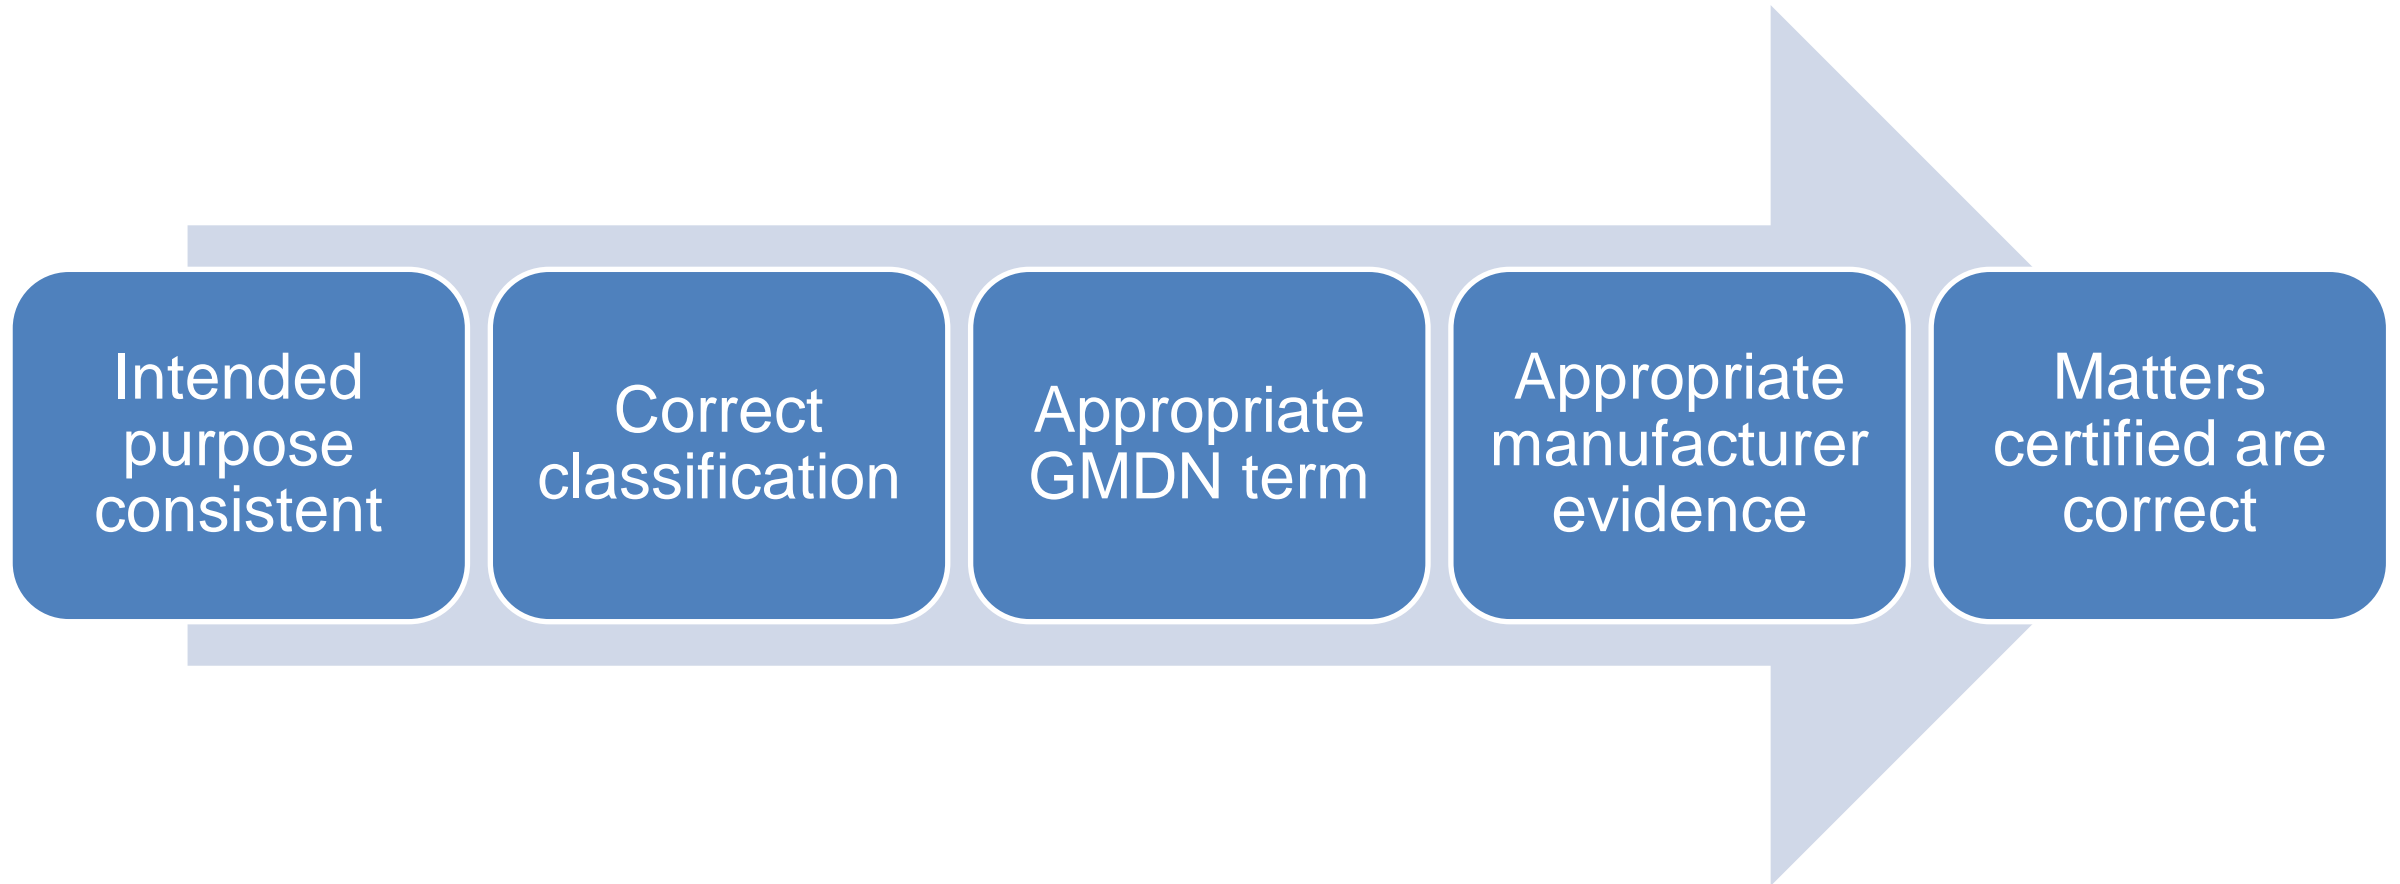 Intended
purpose
consistent
Correct
classification
Appropriate
GMDN term
Appropriate
manufacturer
evidence
Matters
certified are
correct